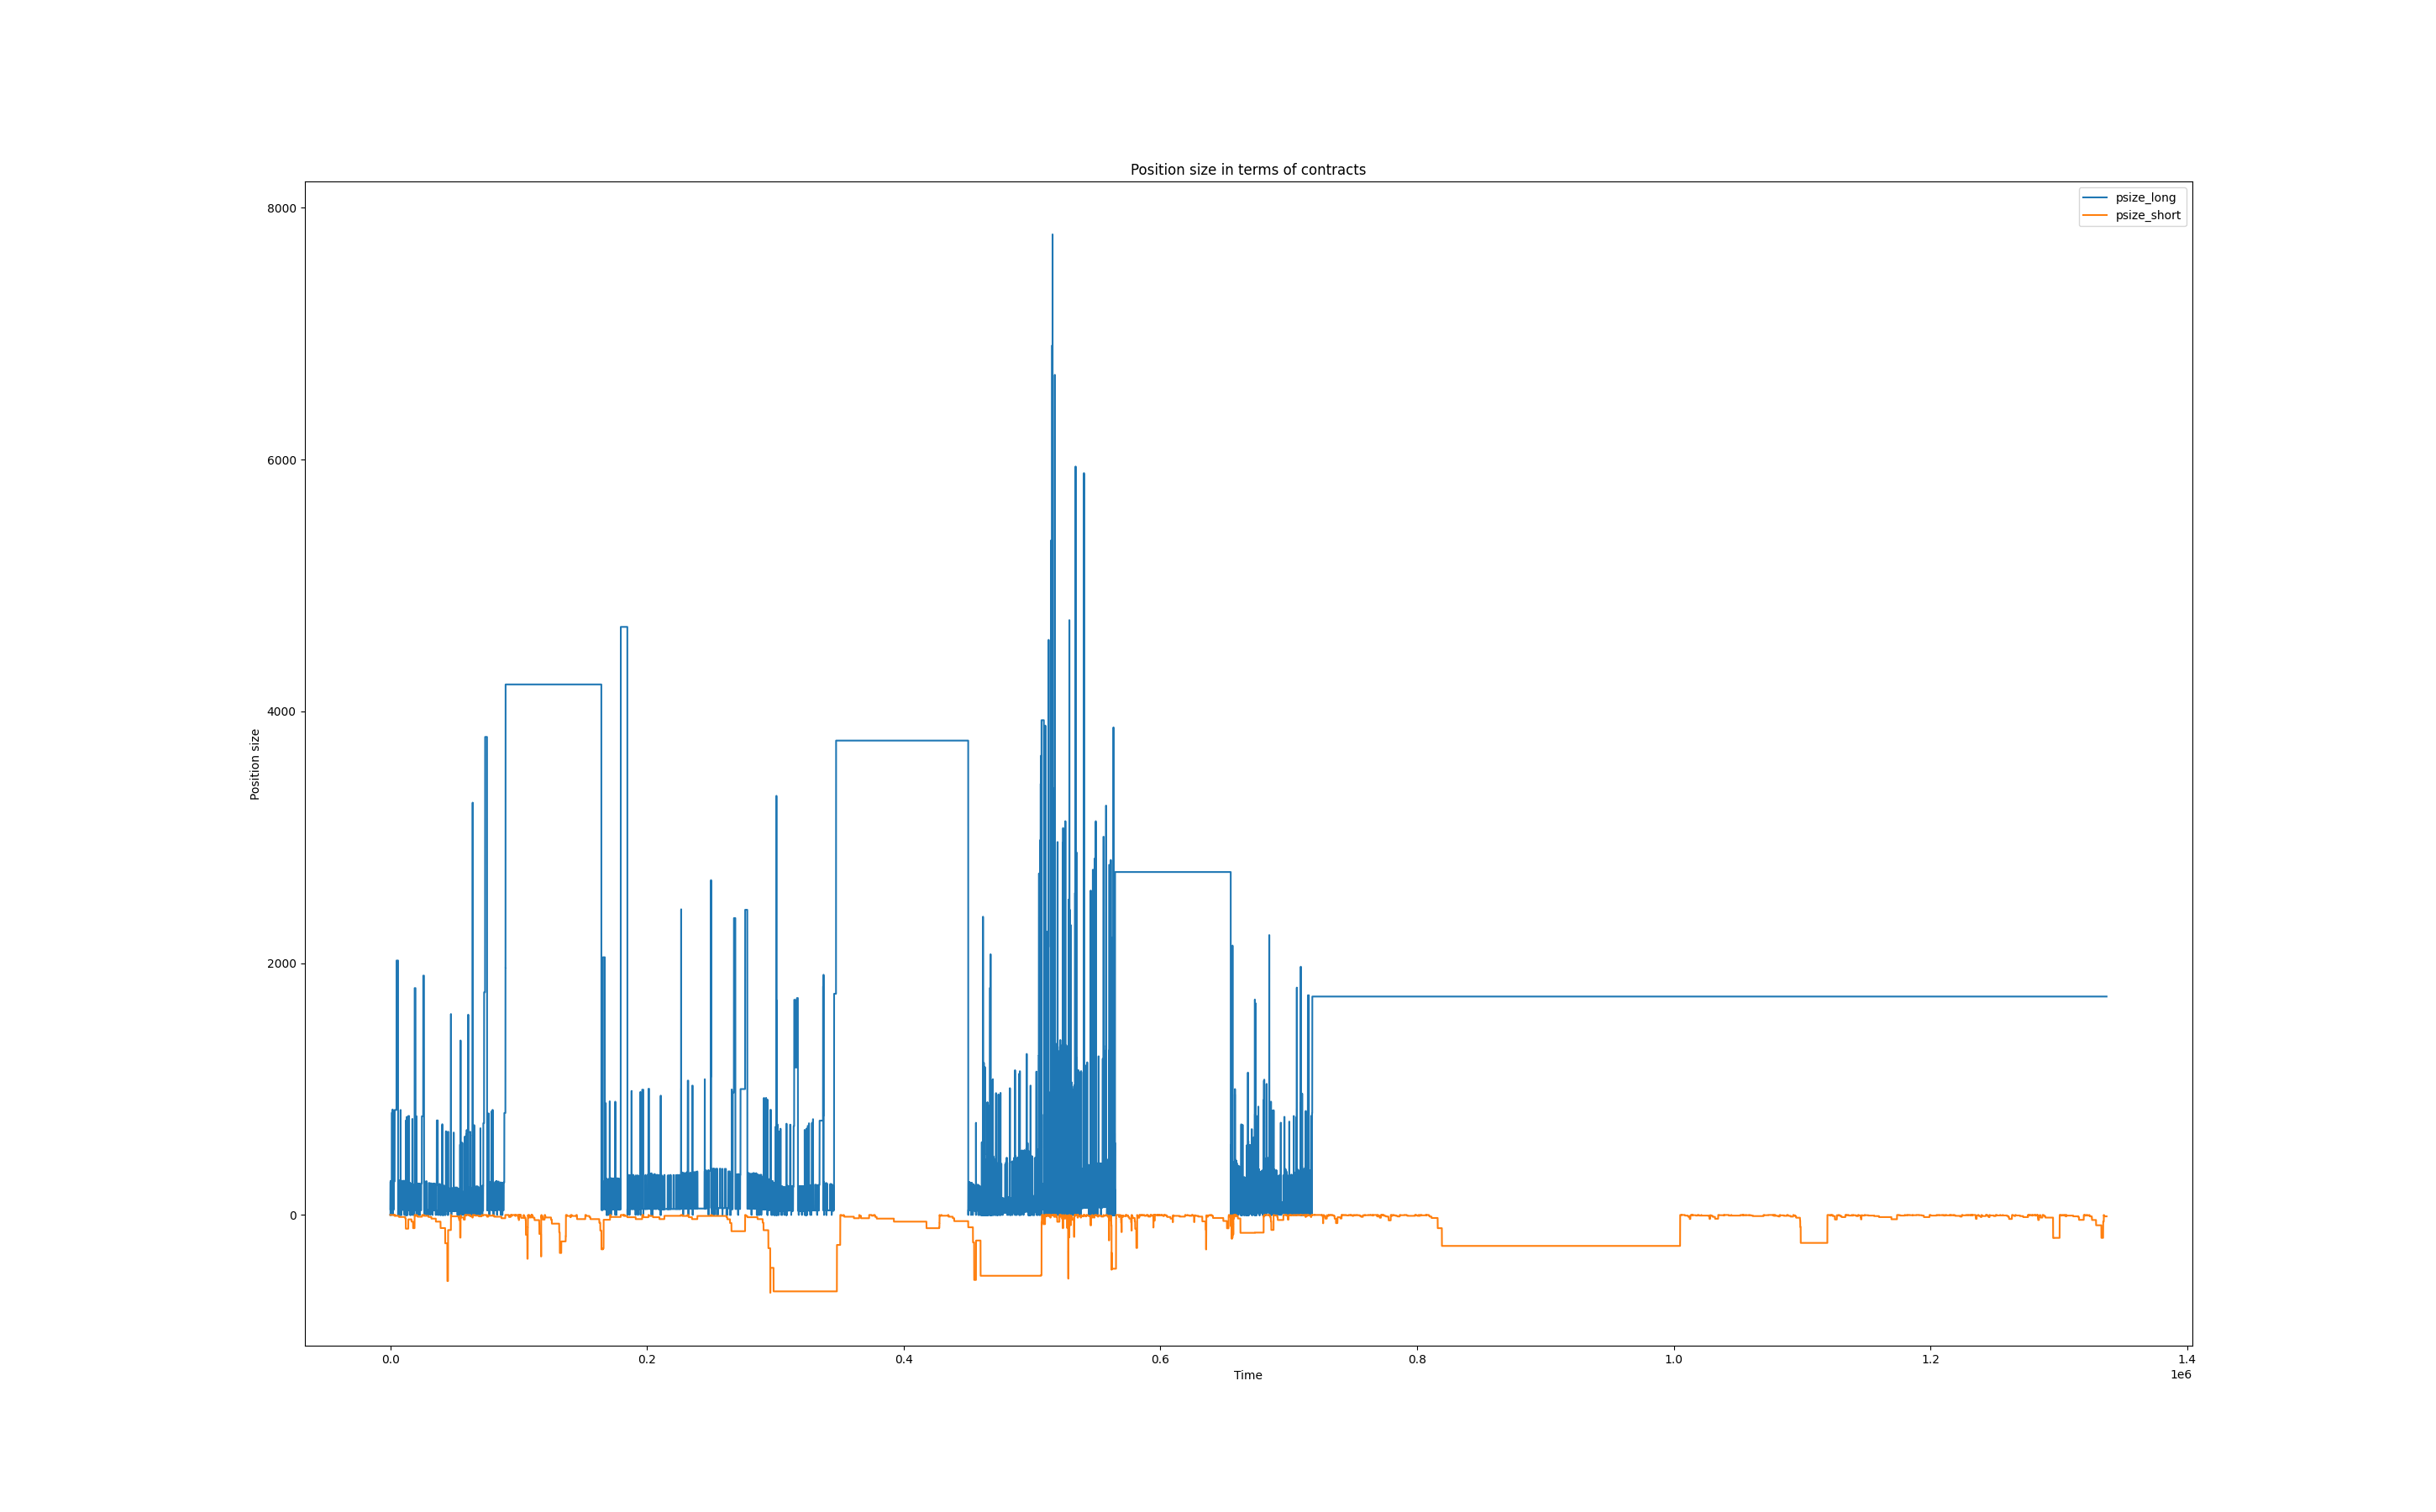 Position size in terms of contracts
psize_long
psize_short
Position size
8000
6000
4000
2000
0
0.0 0.2 0.4 0.6 0.8 1.0 1.2 1.4
Time
1e6